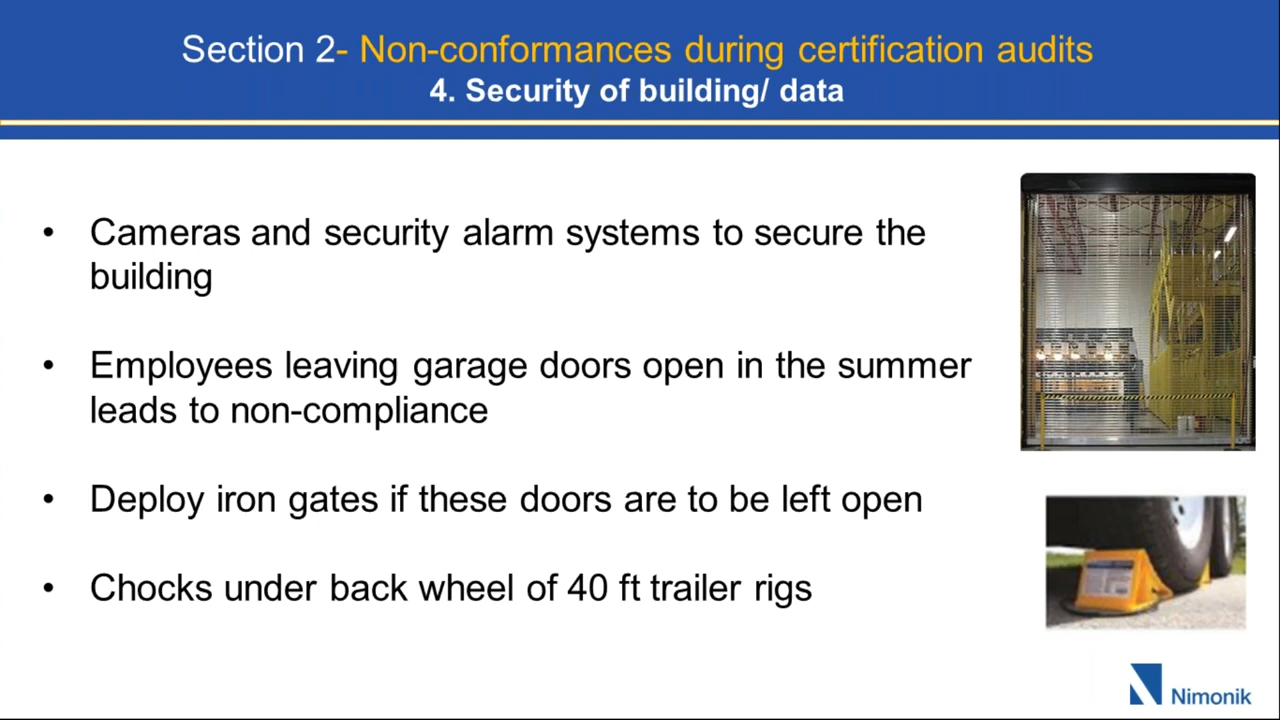 Section 2- Non-conformances during certification audits
4. Security of building/ data
• Cameras and security alarm systems to secure the
building
• Employees leaving garage doors open in the summer
leads to non-compliance
• Deploy iron gates if these doors are to be left open
• Chocks under back wheel of 40 ft trailer rigs
Nimonik